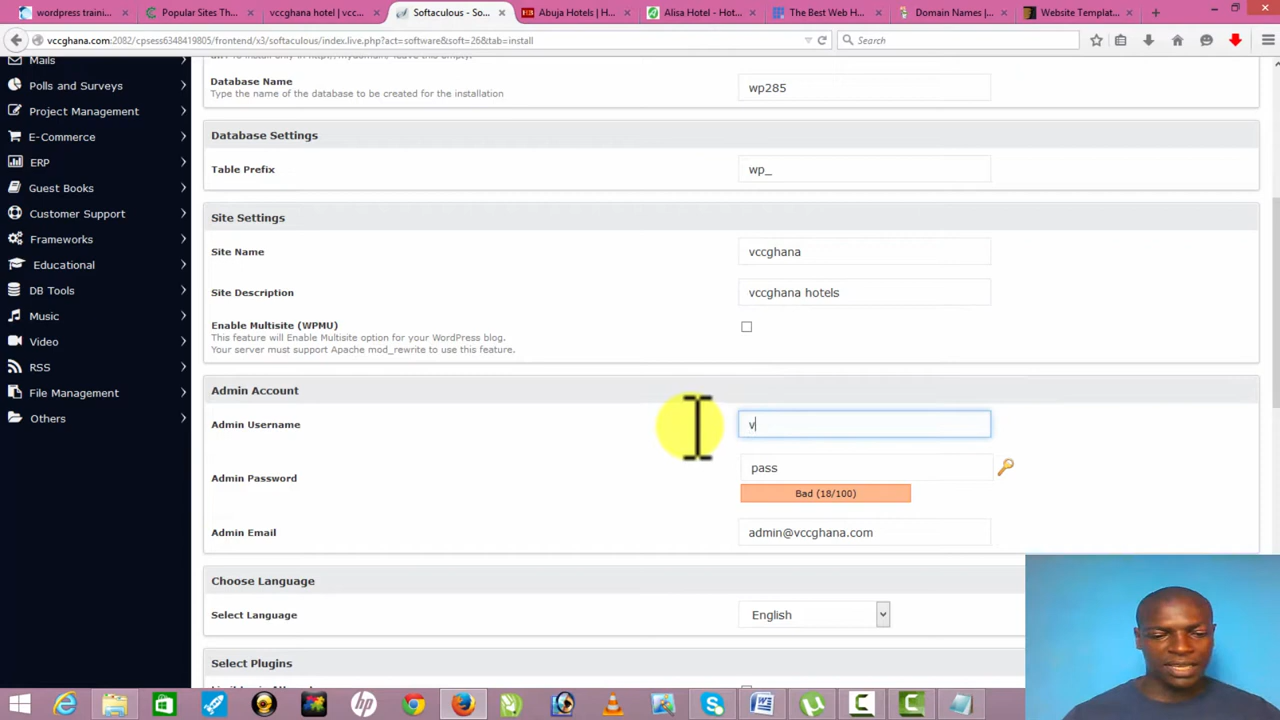 wordpress traini...
Popular Sites Th...
vccghana hotel | vcc...
Softaculous - So...
Abuja Hotels | H...
Alisa Hotel - Hot...
The Best Web H...
Domain Names |...
Website Templat...
vccghana.com:2082/cpsess6348419805/frontend/x3/softaculous/index.live.php?act=software&soft=26&tab=install
Search
Mails
Polls and Surveys
Project Management
E-Commerce
ERP
Guest Books
Customer Support
Frameworks
Educational
DB Tools
Music
Video
RSS
File Management
Others
Database Name
Type the name of the database to be created for the installation
wp285
Database Settings
Table Prefix
wp_
Site Settings
Site Name
vccghana
Site Description
vccghana hotels
Enable Multisite (WPMU)
This feature will Enable Multisite option for your WordPress blog.
Your server must support Apache mod_rewrite to use this feature.
Admin Account
Admin Username
v
Admin Password
pass
Bad (18/100)
Admin Email
admin@vccghana.com
Choose Language
Select Language
English
Select Plugins